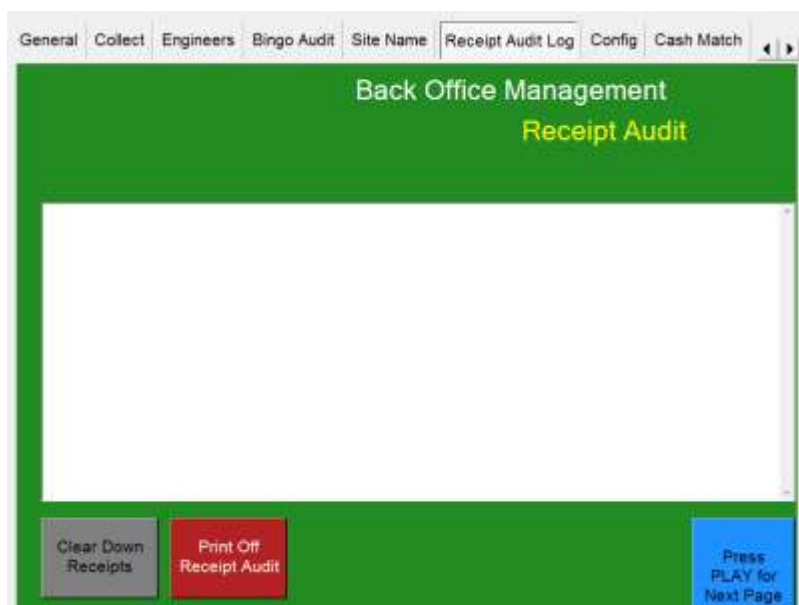 General Collect Engineers Bingo Audit Site Name Receipt Audit Log Config Cash Match
Back Office Management
Receipt Audit
Clear Down
Receipts
Print Off
Receipt Audit
Press
PLAY for
Next Page